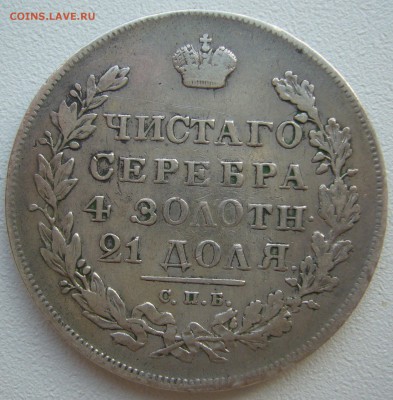 COINS.LAVE.RU
ЧИСТАГО
СЕРЕБРА
4 ЗОЛОТН.
21 ДОЛЯ
С.П.Б.